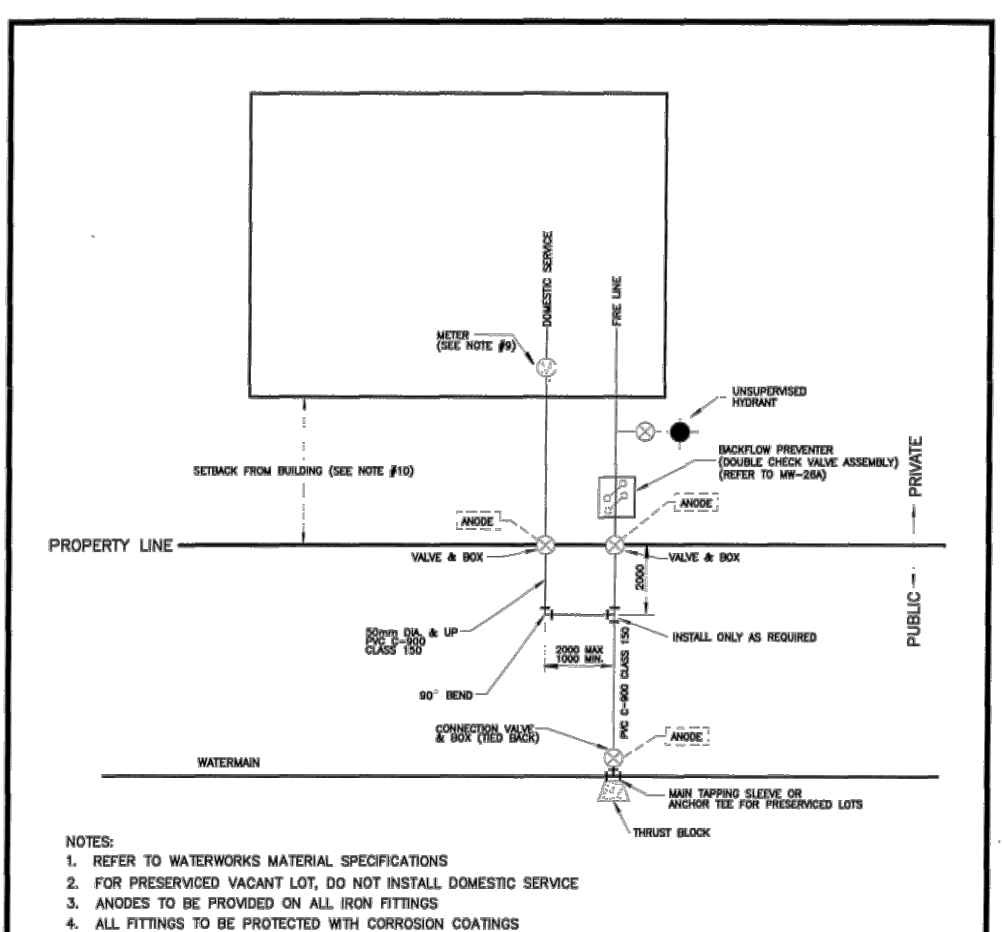 DOMESTIC SERVICE
FIRE LINE
METER
(SEE NOTE #9)
UNSUPERVISED
HYDRANT
BACKFLOW PREVENTER
(DOUBLE CHECK VALVE ASSEMBLY)
(REFER TO MW-26A)
SETBACK FROM BUILDING (SEE NOTE #10)
PRIVATE
ANODE
ANODE
PROPERTY LINE
VALVE & BOX
VALVE & BOX
2000
PUBLIC
50mm DIA. & UP
PVC C-900
CLASS 150
INSTALL ONLY AS REQUIRED
2000 MAX
1000 MIN.
PVC C-900 CLASS 150
90° BEND
CONNECTION VALVE
& BOX (TIED BACK)
ANODE
WATERMAIN
MAIN TAPPING SLEEVE OR
ANCHOR TEE FOR PRESERVICED LOTS
THRUST BLOCK
NOTES:
1. REFER TO WATERWORKS MATERIAL SPECIFICATIONS
2. FOR PRESERVICED VACANT LOT, DO NOT INSTALL DOMESTIC SERVICE
3. ANODES TO BE PROVIDED ON ALL IRON FITTINGS
4. ALL FITTINGS TO BE PROTECTED WITH CORROSION COATINGS